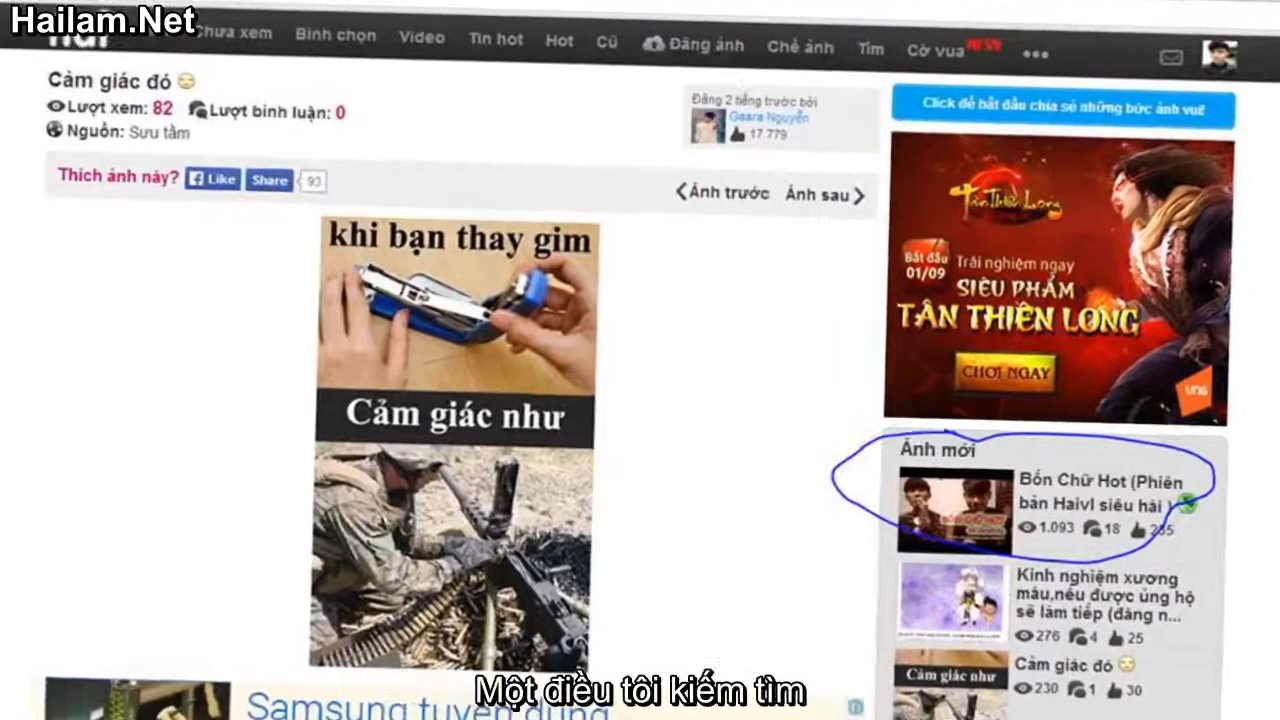 Hailam.Net
Chưa xem Bình chọn Video Tin hot Hot Cũ Đăng ảnh Chế ảnh Tìm Cờ vua NEW
Cảm giác đó
Lượt xem: 82 Lượt bình luận: 0
Nguồn: Sưu tầm
Đăng 2 tiếng trước bởi
Gaara Nguyễn
17.779
Click để bắt đầu chia sẻ những bức ảnh vui!
Thích ảnh này? Like Share 93
Ảnh trước Ảnh sau
khi bạn thay gim
Cảm giác như
Tân Thiên Long
Bắt đầu
01/09
Trải nghiệm ngay
SIÊU PHẨM
TÂN THIÊN LONG
CHƠI NGAY
VNG
Ảnh mới
Bốn Chữ Hot (Phiên
bản Haivl siêu hài )
1.093 18 235
Kinh nghiệm xương
máu,nếu được ủng hộ
sẽ làm tiếp (đăng n...
276 4 25
Cảm giác như
Cảm giác đó
230 1 30
Samsung tuyển dụng
Một điều tôi kiếm tìm